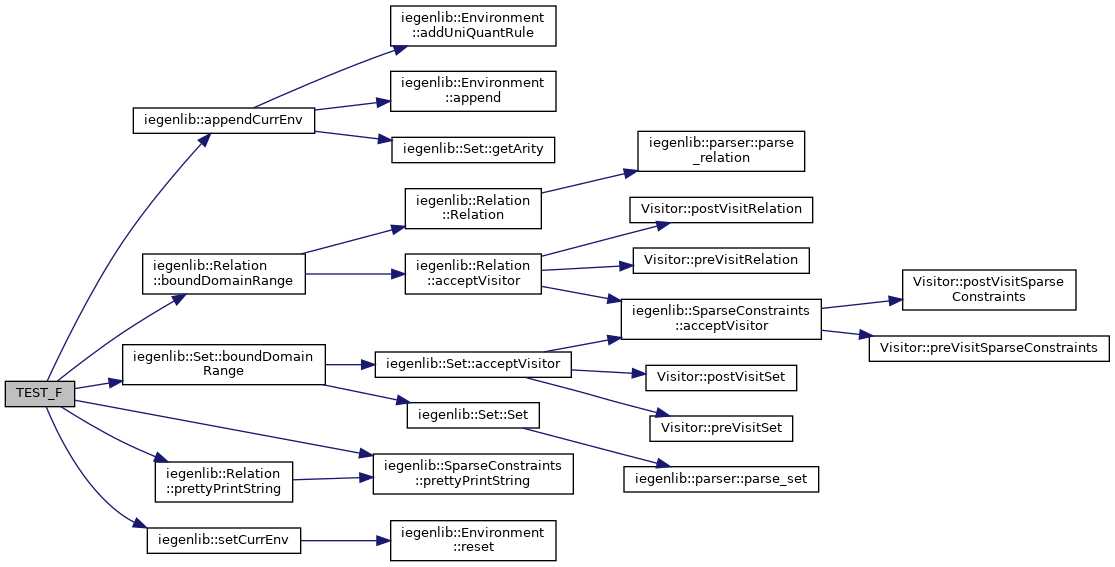 TEST_F
iegenlib::appendCurrEnv
iegenlib::Environment
::addUniQuantRule
iegenlib::Environment
::append
iegenlib::Set::getArity
iegenlib::Relation
::boundDomainRange
iegenlib::Relation
::Relation
iegenlib::parser::parse
_relation
iegenlib::Relation
::acceptVisitor
Visitor::postVisitRelation
Visitor::preVisitRelation
iegenlib::SparseConstraints
::acceptVisitor
Visitor::postVisitSparse
Constraints
Visitor::preVisitSparseConstraints
iegenlib::Set::boundDomain
Range
iegenlib::Set::acceptVisitor
Visitor::postVisitSet
Visitor::preVisitSet
iegenlib::Set::Set
iegenlib::parser::parse_set
iegenlib::SparseConstraints
::prettyPrintString
iegenlib::Relation
::prettyPrintString
iegenlib::setCurrEnv
iegenlib::Environment
::reset